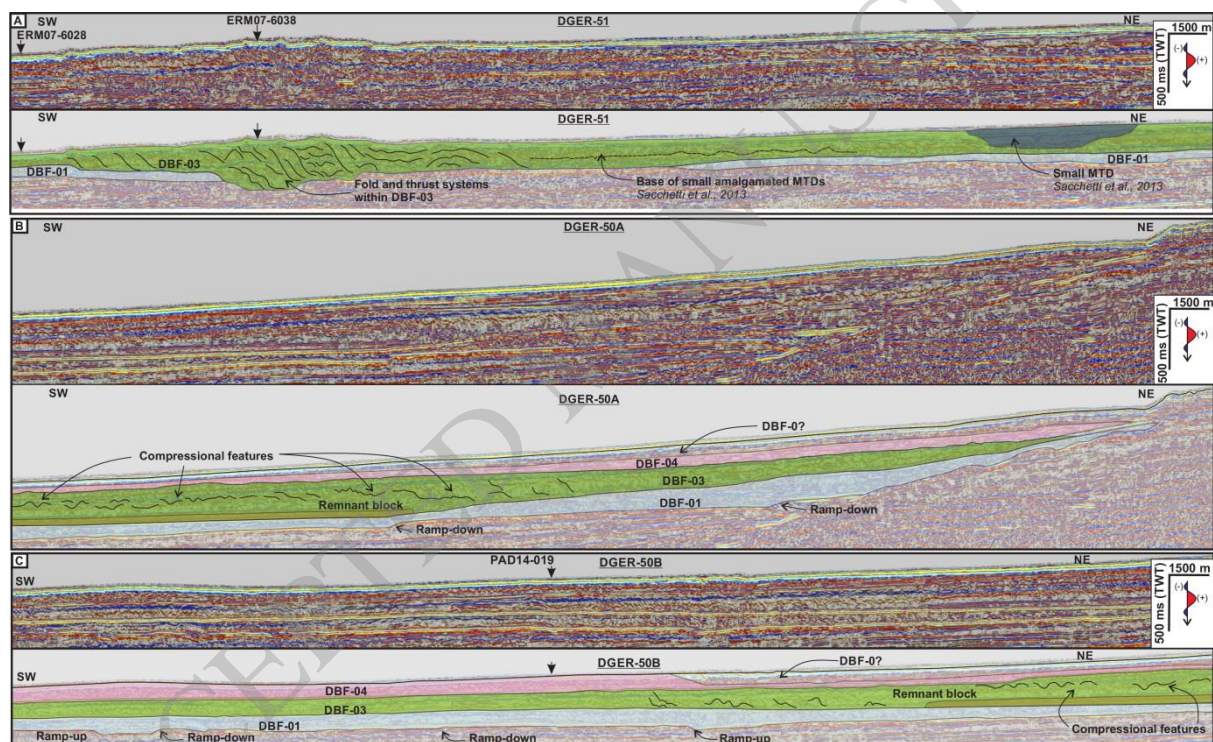 A
SW
ERM07-6028
ERM07-6038
DGER-51
NE
1500 m
500 ms (TWT)
(-)
(+)
SW
DGER-51
NE
DBF-01
DBF-03
Fold and thrust systems
within DBF-03
Base of small amalgamated MTDs
Sacchetti et al., 2013
Small MTD
Sacchetti et al., 2013
DBF-01
B
SW
DGER-50A
NE
1500 m
500 ms (TWT)
(-)
(+)
SW
DGER-50A
NE
DBF-0?
Compressional features
DBF-04
DBF-03
Remnant block
DBF-01
Ramp-down
Ramp-down
C
SW
PAD14-019
DGER-50B
NE
1500 m
500 ms (TWT)
(-)
(+)
SW
DGER-50B
DBF-0?
NE
DBF-04
Remnant block
DBF-03
DBF-01
Compressional features
Ramp-up
Ramp-down
Ramp-down
Ramp-up